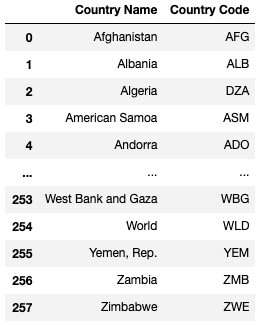 Country Name Country Code
0 Afghanistan AFG
1 Albania ALB
2 Algeria DZA
3 American Samoa ASM
4 Andorra ADO
... ... ...
253 West Bank and Gaza WBG
254 World WLD
255 Yemen, Rep. YEM
256 Zambia ZMB
257 Zimbabwe ZWE